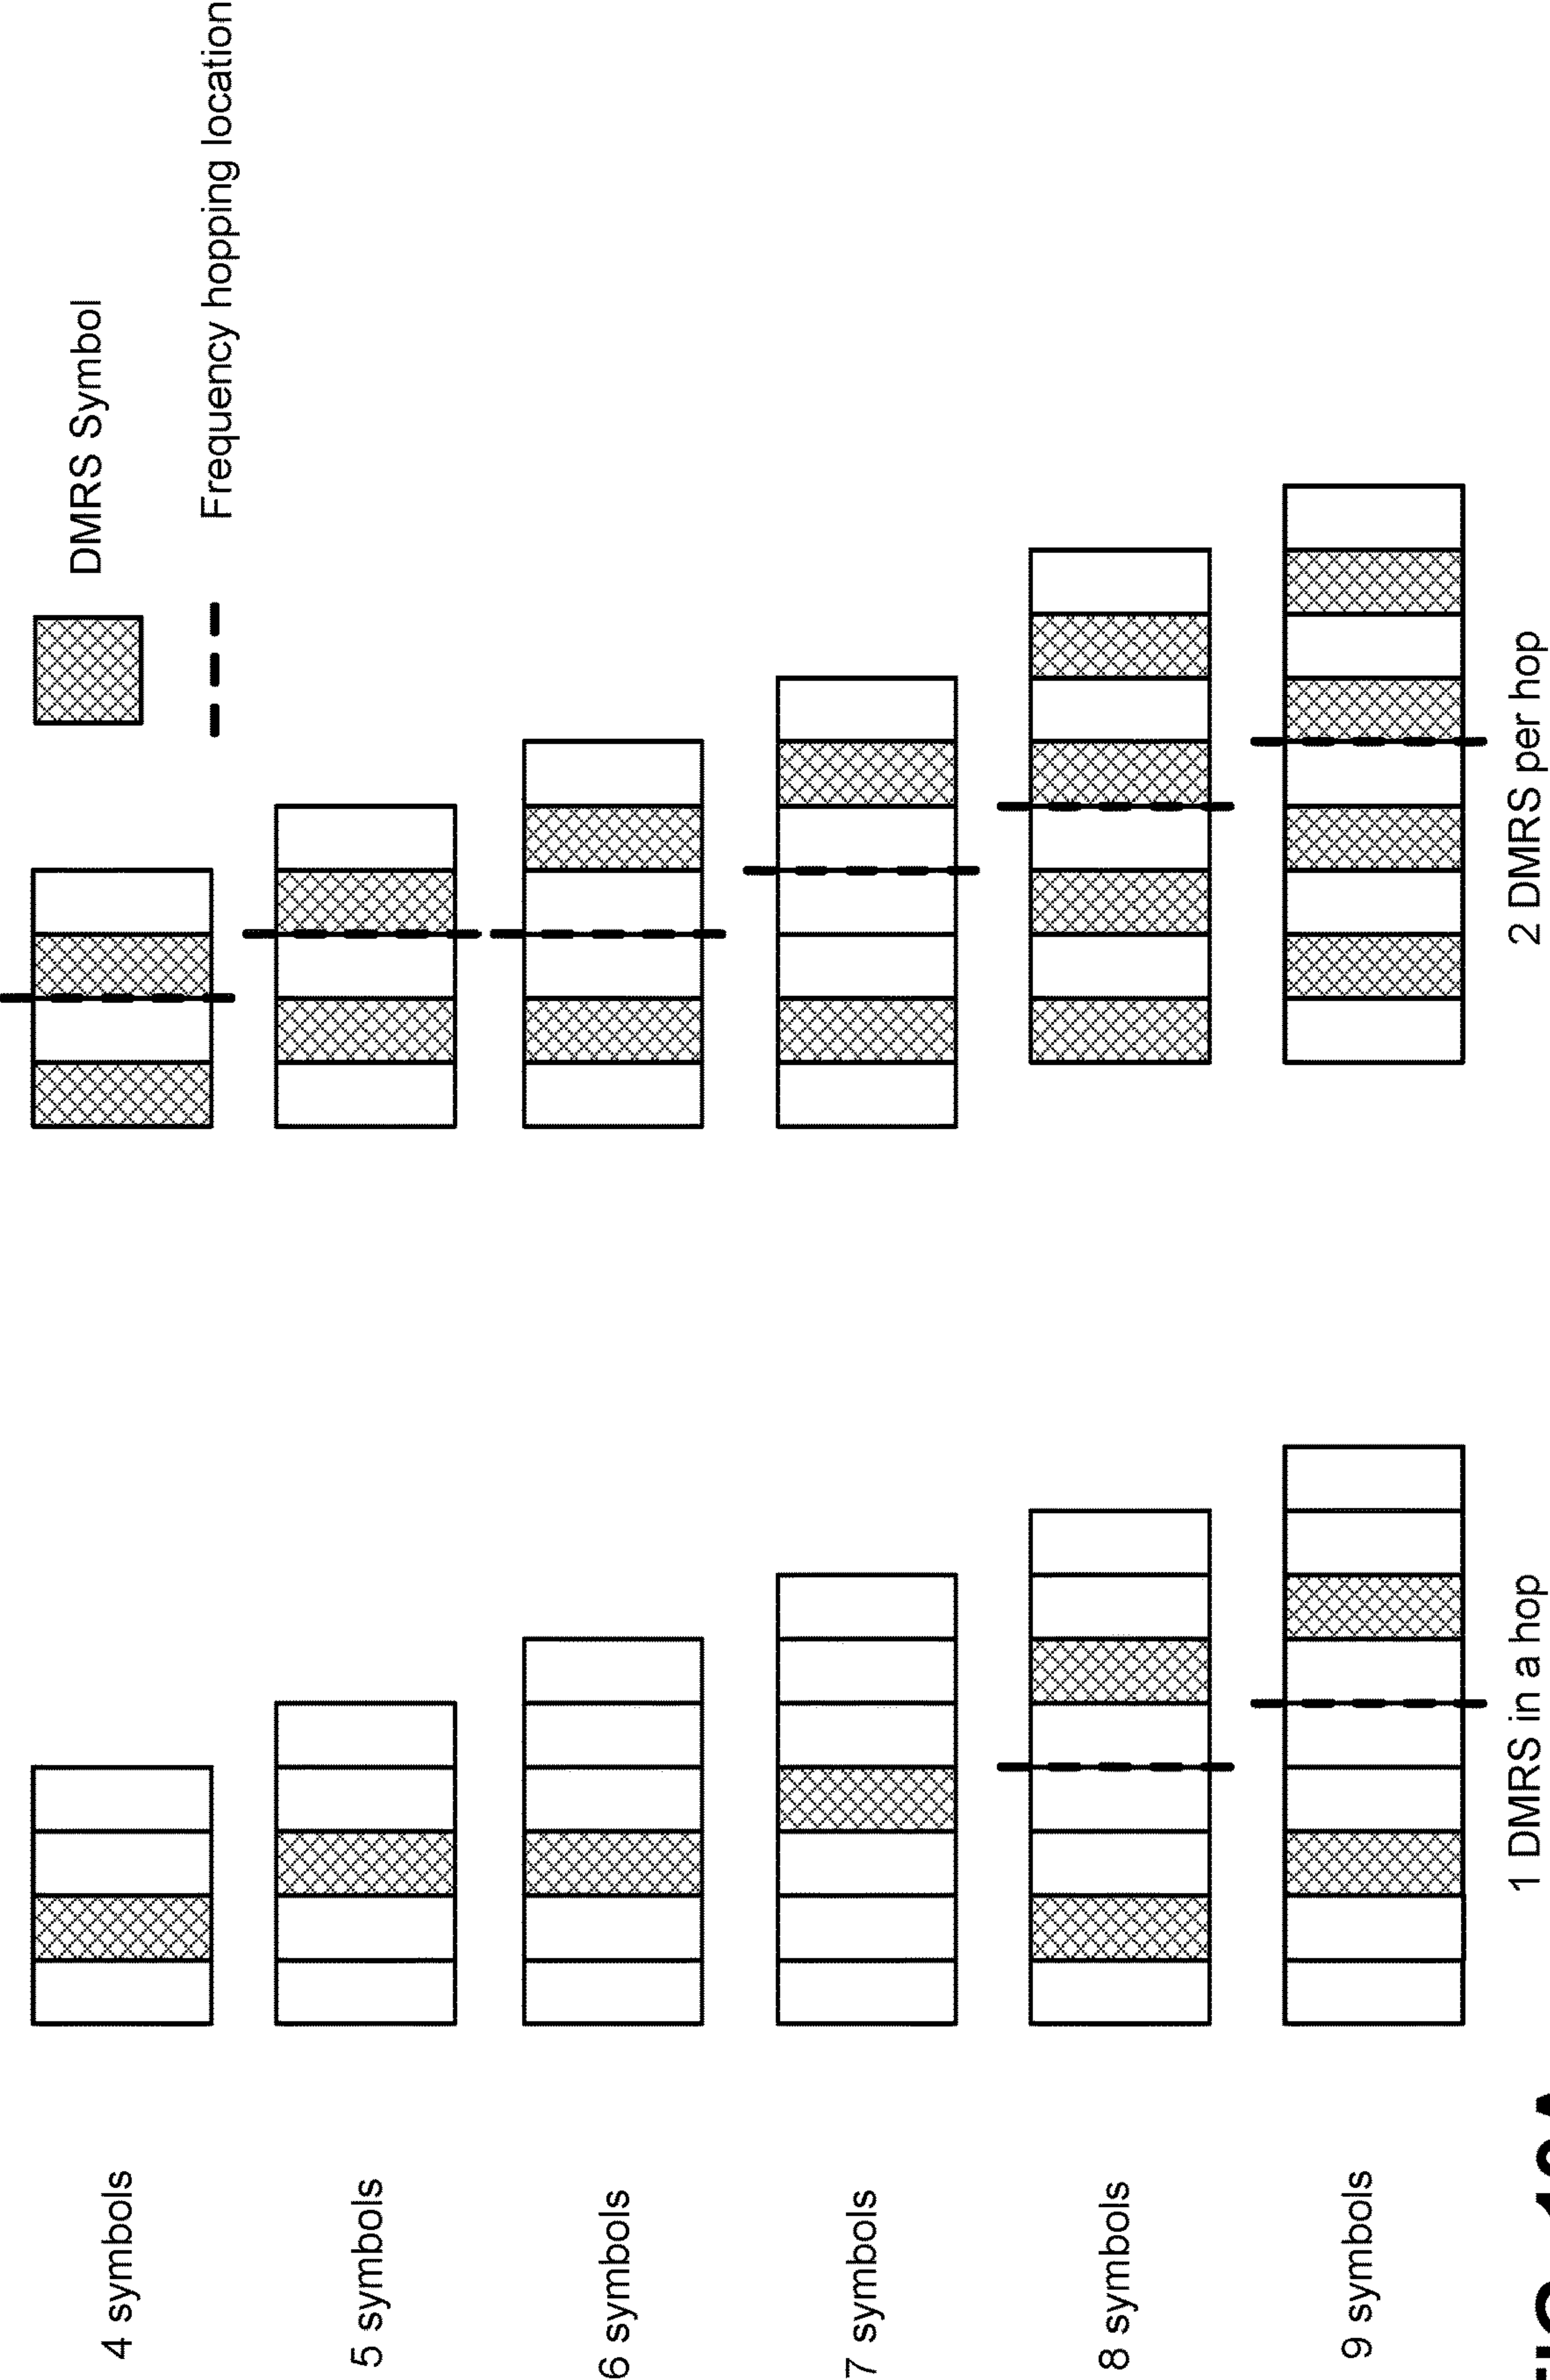 DMRS Symbol
Frequency hopping location
4 symbols
5 symbols
6 symbols
7 symbols
8 symbols
9 symbols
1 DMRS in a hop
2 DMRS per hop